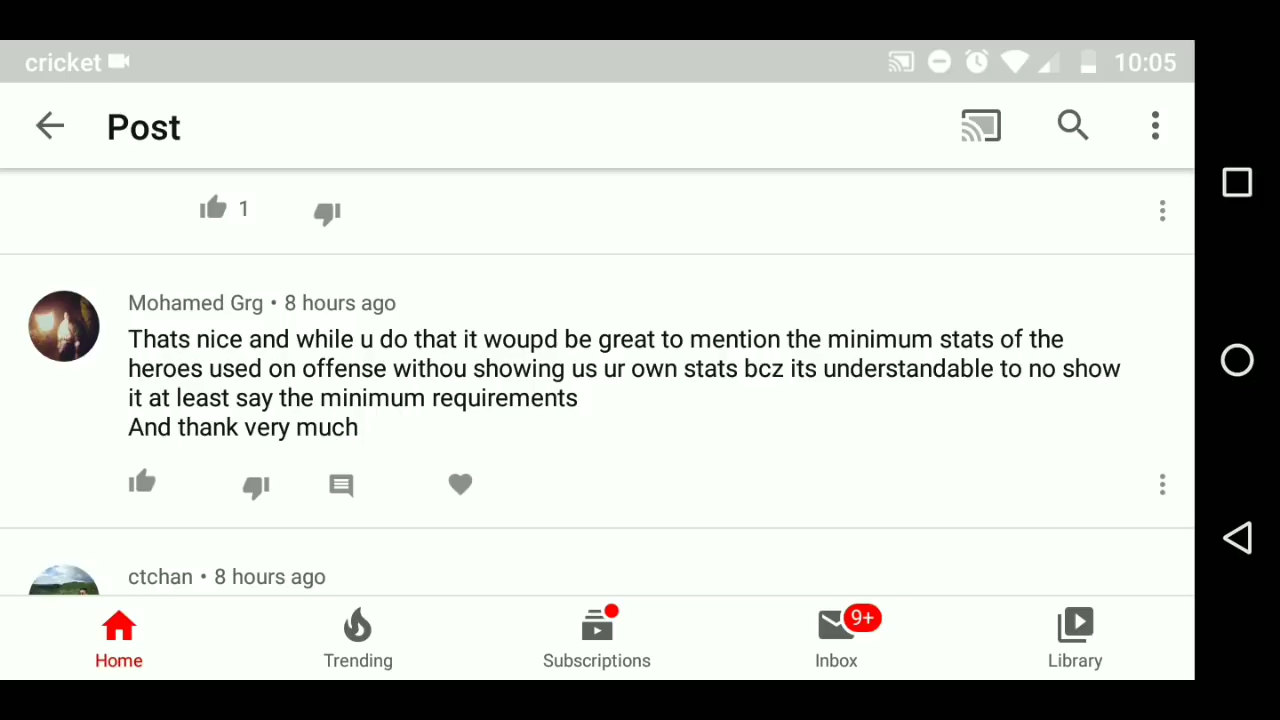 cricket 10:05
Post
1
Mohamed Grg • 8 hours ago
Thats nice and while u do that it woupd be great to mention the minimum stats of the
heroes used on offense withou showing us ur own stats bcz its understandable to no show
it at least say the minimum requirements
And thank very much
ctchan • 8 hours ago
9+
Home Trending Subscriptions Inbox Library